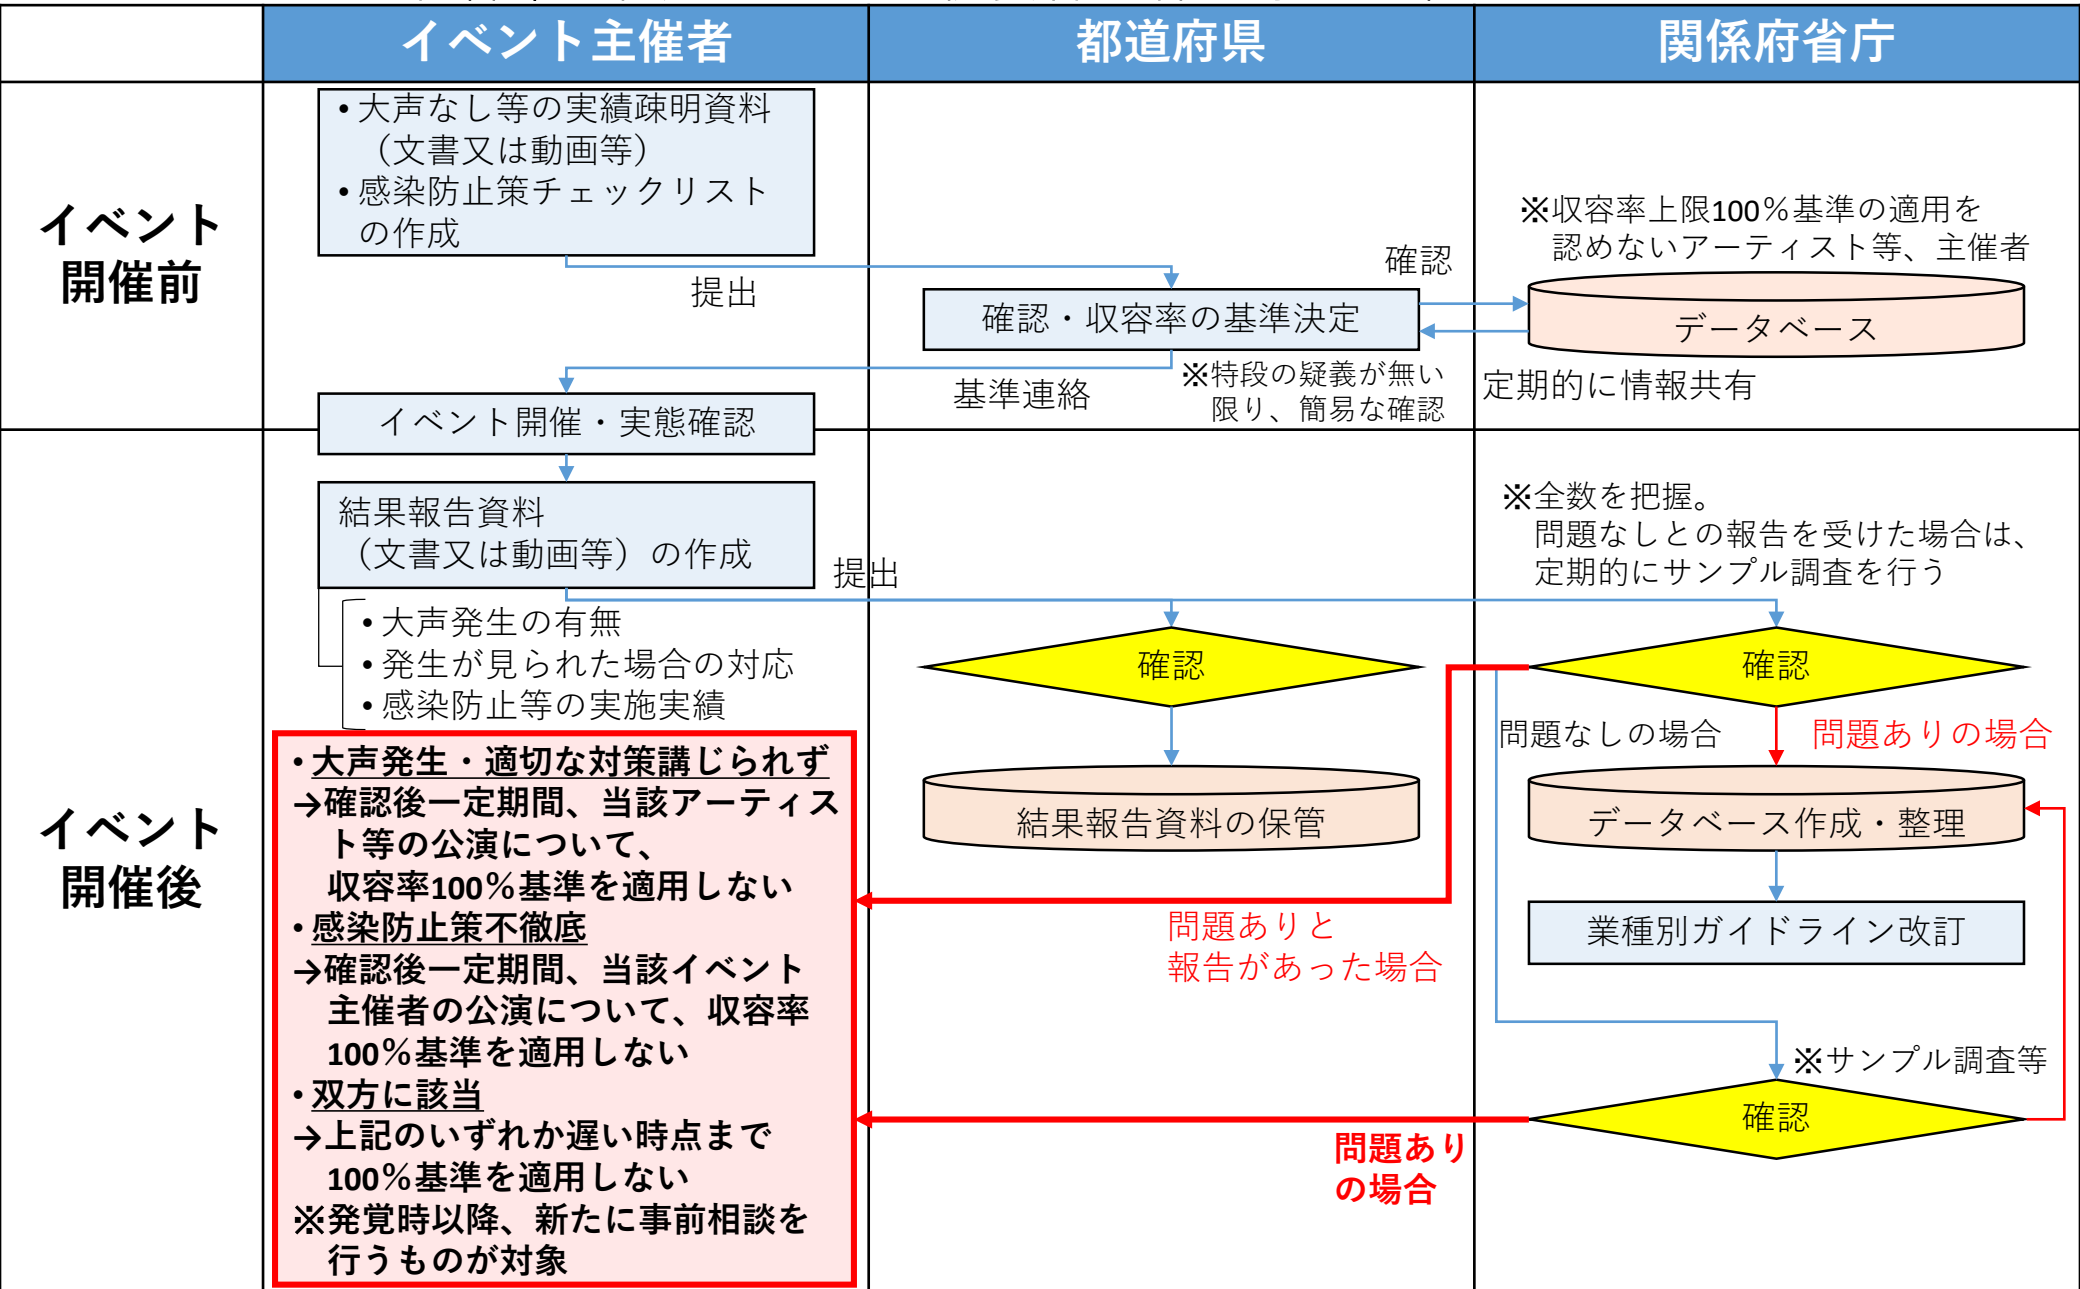 イベント主催者
都道府県
関係府省庁
イベント
開催前
• 大声なし等の実績疎明資料
（文書又は動画等）
• 感染防止策チェックリスト
の作成
提出
確認・収容率の基準決定
確認
※収容率上限100％基準の適用を
認めないアーティスト等、主催者
データベース
定期的に情報共有
※特段の疑義が無い
限り、簡易な確認
基準連絡
イベント開催・実態確認
イベント
開催後
結果報告資料
（文書又は動画等）の作成
提出
• 大声発生の有無
• 発生が見られた場合の対応
• 感染防止等の実施実績
※全数を把握。
問題なしとの報告を受けた場合は、
定期的にサンプル調査を行う
確認
確認
問題なしの場合
問題ありの場合
結果報告資料の保管
データベース作成・整理
業種別ガイドライン改訂
問題ありと
報告があった場合
※サンプル調査等
確認
問題あり
の場合
• 大声発生・適切な対策講じられず
→確認後一定期間、当該アーティス
ト等の公演について、
収容率100％基準を適用しない
• 感染防止策不徹底
→確認後一定期間、当該イベント
主催者の公演について、収容率
100％基準を適用しない
• 双方に該当
→上記のいずれか遅い時点まで
100％基準を適用しない
※発覚時以降、新たに事前相談を
行うものが対象